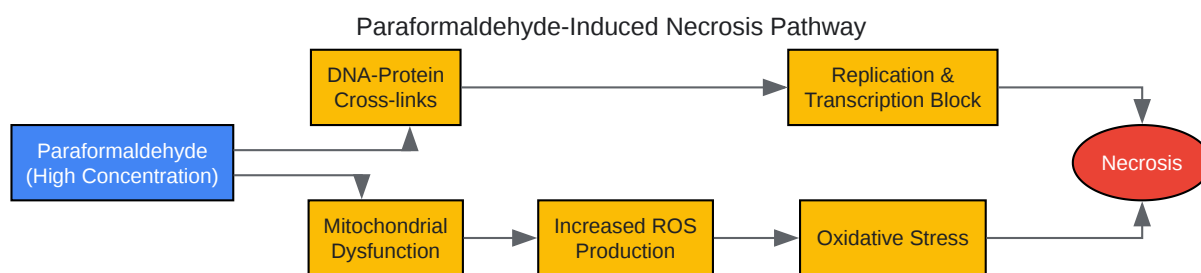 Paraformaldehyde-Induced Necrosis Pathway
DNA-Protein
Cross-links
Replication &
Transcription Block
Paraformaldehyde
(High Concentration)
Necrosis
Mitochondrial
Dysfunction
Increased ROS
Production
Oxidative Stress